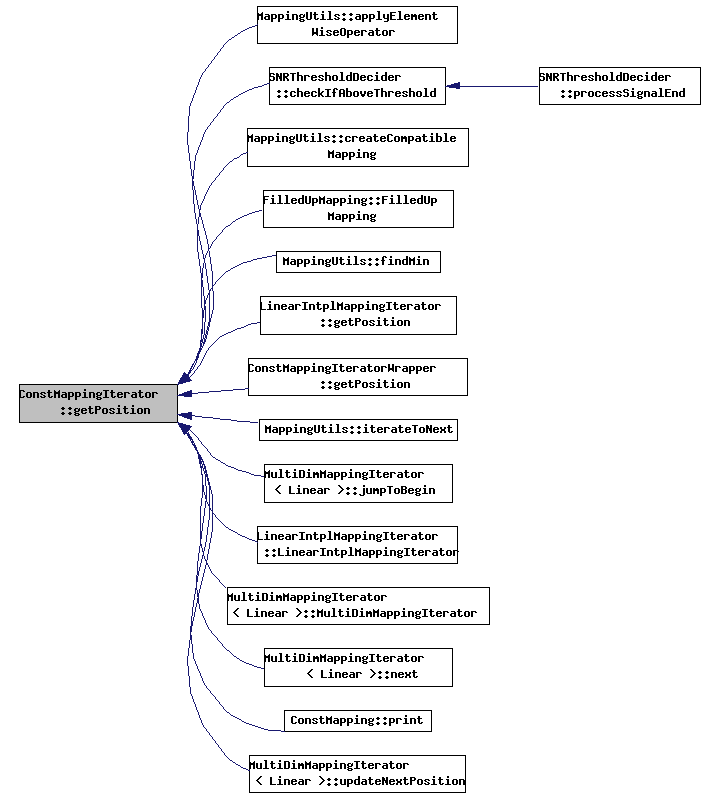 MappingUtils::applyElement
WiseOperator
SNRThresholdDecider
::checkIfAboveThreshold
SNRThresholdDecider
::processSignalEnd
MappingUtils::createCompatible
Mapping
FilledUpMapping::FilledUp
Mapping
MappingUtils::findMin
LinearIntplMappingIterator
::getPosition
ConstMappingIteratorWrapper
::getPosition
ConstMappingIterator
::getPosition
MappingUtils::iterateToNext
MultiDimMappingIterator
< Linear >::jumpToBegin
LinearIntplMappingIterator
::LinearIntplMappingIterator
MultiDimMappingIterator
< Linear >::MultiDimMappingIterator
MultiDimMappingIterator
< Linear >::next
ConstMapping::print
MultiDimMappingIterator
< Linear >::updateNextPosition